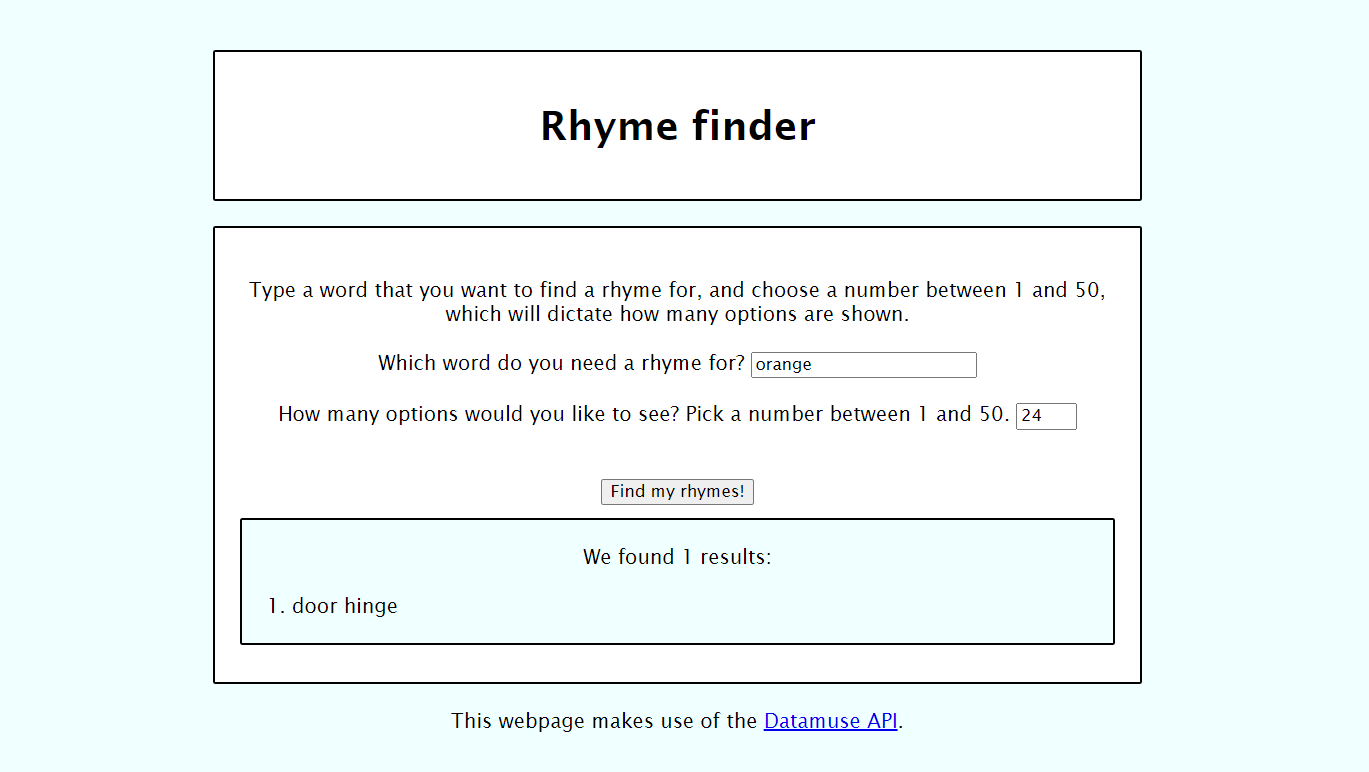 Rhyme finder
Type a word that you want to find a rhyme for, and choose a number between 1 and 50,
which will dictate how many options are shown.
Which word do you need a rhyme for? orange
How many options would you like to see? Pick a number between 1 and 50. 24
Find my rhymes!
We found 1 results:
1. door hinge
This webpage makes use of the Datamuse API.